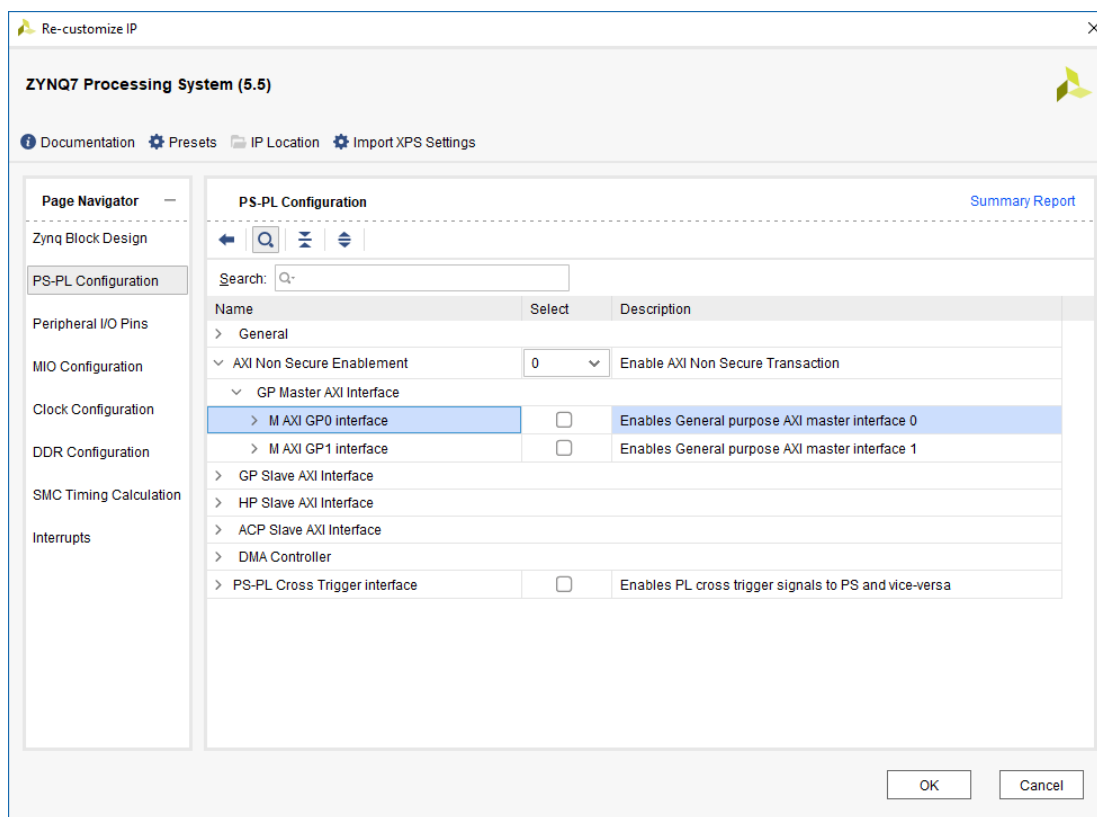 Re-customize IP
ZYNQ7 Processing System (5.5)
Documentation Presets IP Location Import XPS Settings
Page Navigator
Zynq Block Design
PS-PL Configuration
Peripheral I/O Pins
MIO Configuration
Clock Configuration
DDR Configuration
SMC Timing Calculation
Interrupts
PS-PL Configuration Summary Report
Search:
Name Select Description
General
AXI Non Secure Enablement 0 Enable AXI Non Secure Transaction
GP Master AXI Interface
M AXI GP0 interface Enables General purpose AXI master interface 0
M AXI GP1 interface Enables General purpose AXI master interface 1
GP Slave AXI Interface
HP Slave AXI Interface
ACP Slave AXI Interface
DMA Controller
PS-PL Cross Trigger interface Enables PL cross trigger signals to PS and vice-versa
OK Cancel